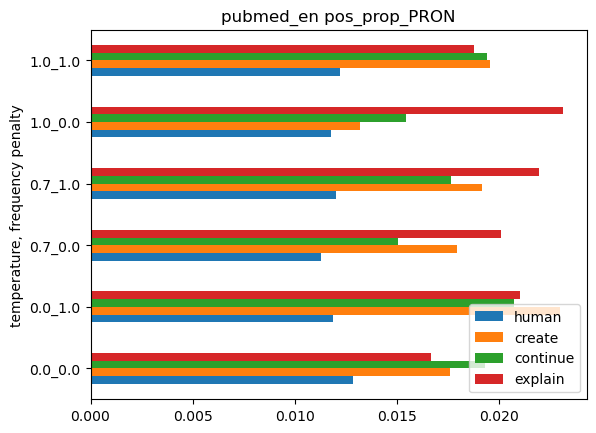 pubmed_en pos_prop_PRON
temperature, frequency penalty
1.0_1.0
1.0_0.0
0.7_1.0
0.7_0.0
0.0_1.0
0.0_0.0
human
create
continue
explain
0.000 0.005 0.010 0.015 0.020